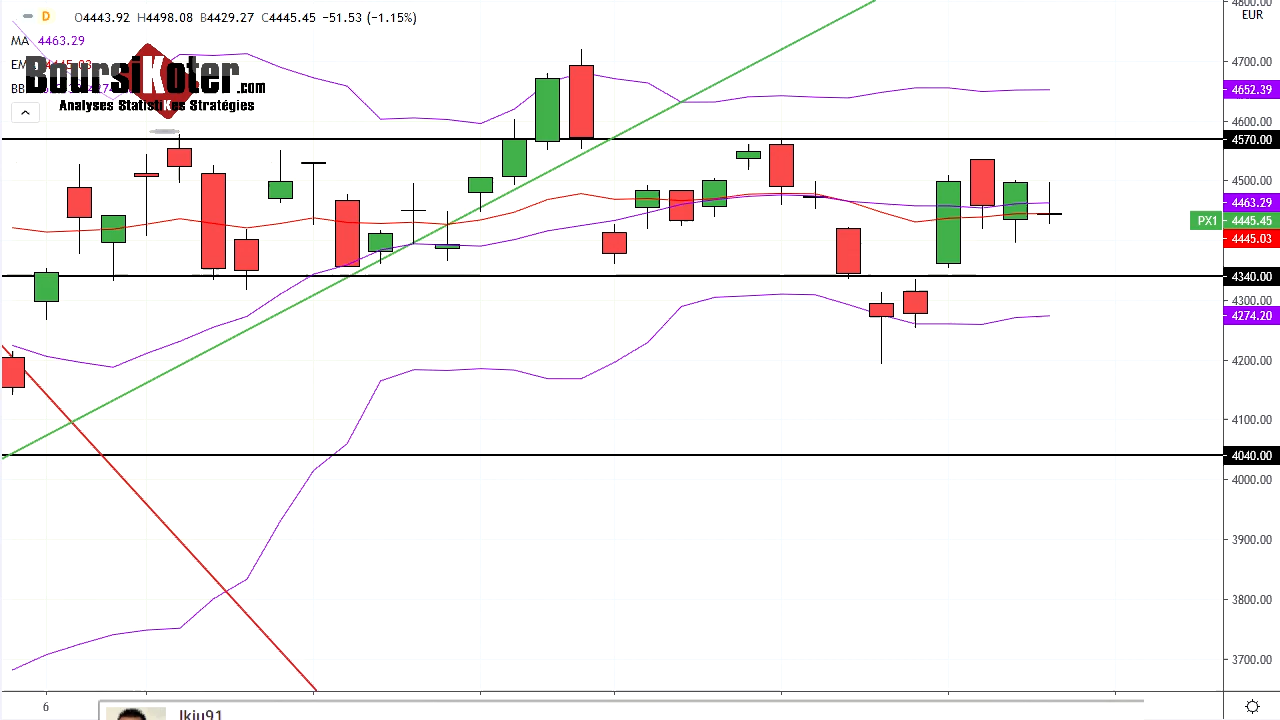 D O4443.92 H4498.08 B4429.27 C4445.45 −51.53 (−1.15%)
MA 4463.29
EM
BB
BoursiKoter.com
Analyses StatistiKes Stratégies
4800.00
EUR
4700.00
4652.39
4600.00
4570.00
4500.00
4463.29
PX1 4445.45
4445.03
4340.00
4300.00
4274.20
4200.00
4100.00
4040.00
4000.00
3900.00
3800.00
3700.00
6